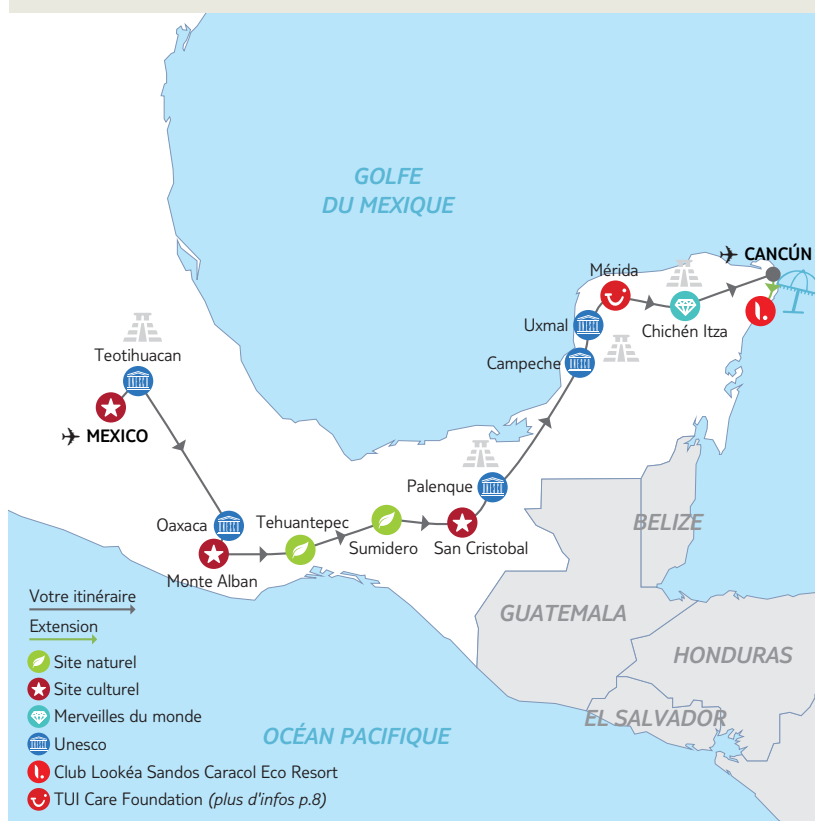 GOLFE
DU MEXIQUE
CANCÚN
Mérida
Chichén Itza
Uxmal
Campeche
Teotihuacan
MEXICO
Palenque
Oaxaca
Tehuantepec
Sumidero
San Cristobal
Monte Alban
BELIZE
GUATEMALA
HONDURAS
EL SALVADOR
OCÉAN PACIFIQUE
Votre itinéraire
Extension
Site naturel
Site culturel
Merveilles du monde
Unesco
Club Lookéa Sandos Caracol Eco Resort
TUI Care Foundation (plus d'infos p.8)